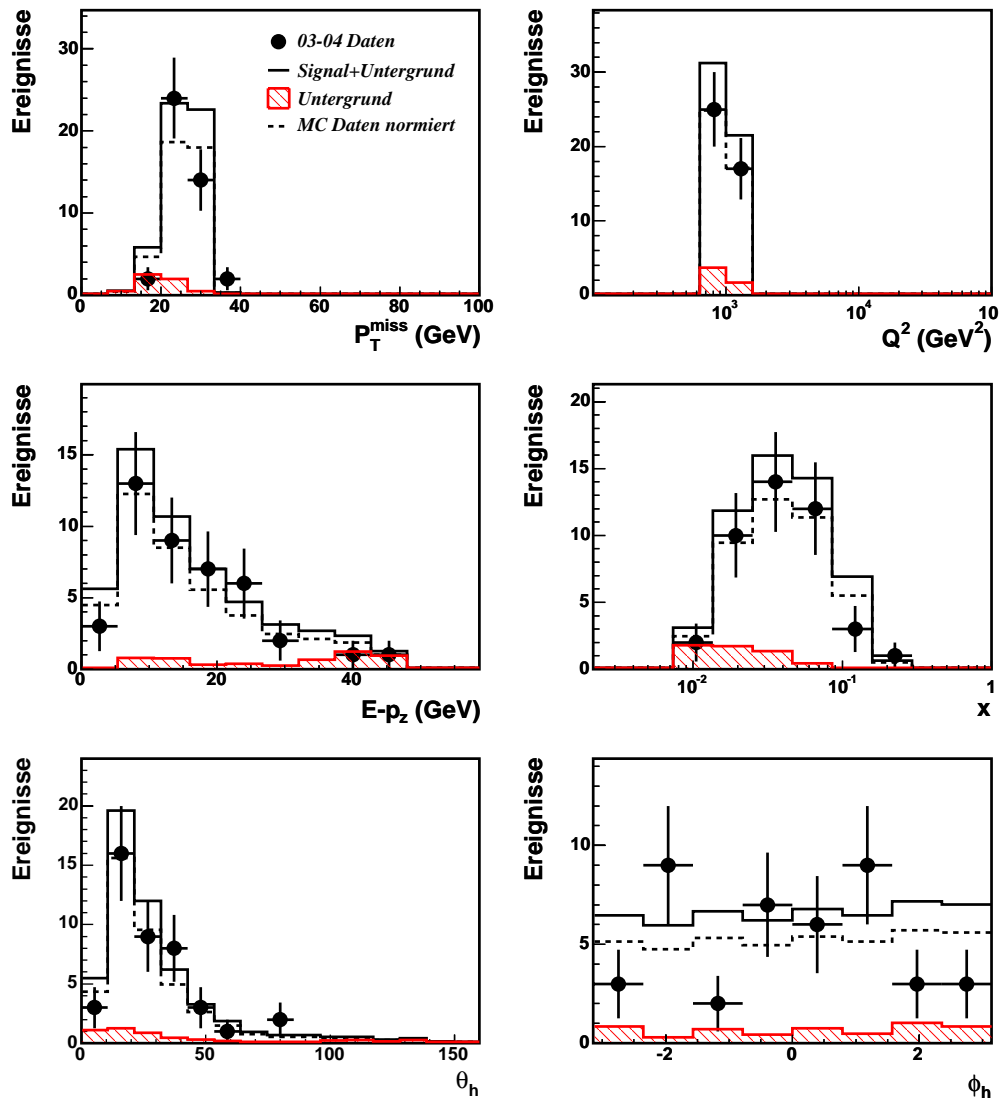 Ereignisse
30
20
10
0
03-04 Daten
Signal+Untergrund
Untergrund
MC Daten normiert
0 20 40 60 80 100
P_T^miss (GeV)
Ereignisse
30
20
10
0
10^3 10^4 10
Q^2 (GeV^2)
Ereignisse
15
10
5
0
0 20 40
E-p_z (GeV)
Ereignisse
20
15
10
5
0
10^-2 10^-1 1
x
Ereignisse
20
15
10
5
0
0 50 100 150
θ_h
Ereignisse
10
5
0
-2 0 2
ϕ_h